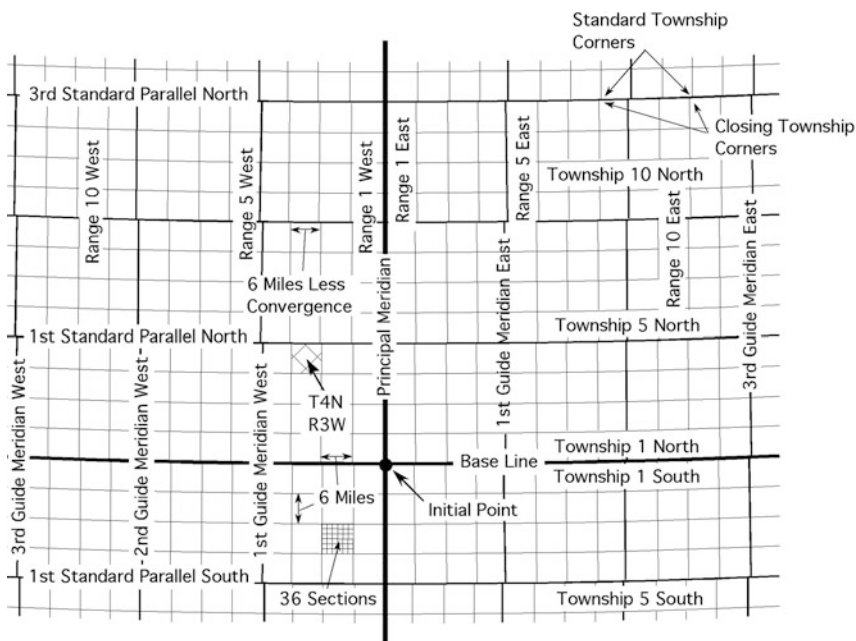 Standard Township
Corners
3rd Standard Parallel North
Closing Township
Corners
Range 10 West
Range 5 West
Range 1 West
Range 1 East
Range 5 East
Township 10 North
Range 10 East
6 Miles Less
Convergence
Principal Meridian
1st Guide Meridian East
3rd Guide Meridian East
1st Standard Parallel North
Township 5 North
3rd Guide Meridian West
2nd Guide Meridian West
1st Guide Meridian West
T4N
R3W
Township 1 North
Base Line
Township 1 South
6 Miles
Initial Point
1st Standard Parallel South
36 Sections
Township 5 South